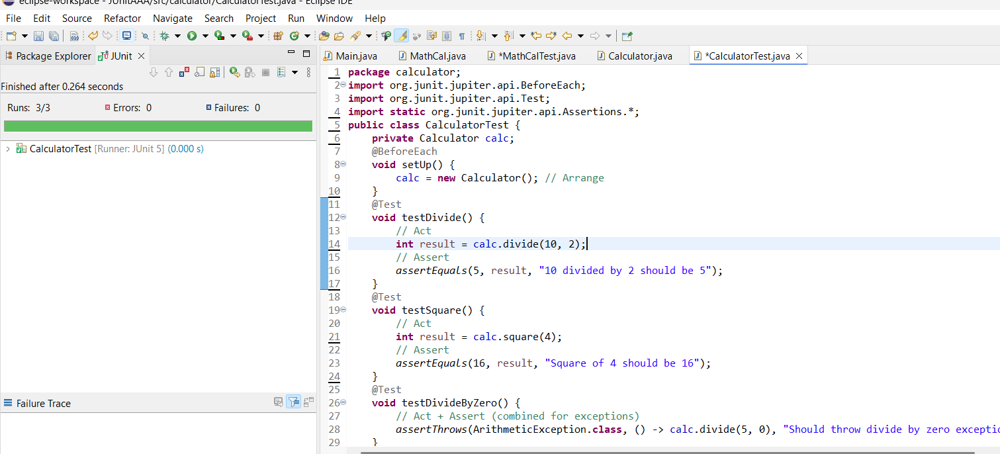 eclipse-workspace - JUnitAAA/src/calculator/CalculatorTest.java - Eclipse IDE
File Edit Source Refactor Navigate Search Project Run Window Help
Package Explorer JUnit
Finished after 0.264 seconds
Runs: 3/3 Errors: 0 Failures: 0
CalculatorTest [Runner: JUnit 5] (0.000 s)
Failure Trace
Main.java MathCal.java *MathCalTest.java Calculator.java *CalculatorTest.java
1 package calculator;
2 import org.junit.jupiter.api.BeforeEach;
3 import org.junit.jupiter.api.Test;
4 import static org.junit.jupiter.api.Assertions.*;
5 public class CalculatorTest {
6 private Calculator calc;
7 @BeforeEach
8 void setUp() {
9 calc = new Calculator(); // Arrange
10 }
11 @Test
12 void testDivide() {
13 // Act
14 int result = calc.divide(10, 2);
15 // Assert
16 assertEquals(5, result, "10 divided by 2 should be 5");
17 }
18 @Test
19 void testSquare() {
20 // Act
21 int result = calc.square(4);
22 // Assert
23 assertEquals(16, result, "Square of 4 should be 16");
24 }
25 @Test
26 void testDivideByZero() {
27 // Act + Assert (combined for exceptions)
28 assertThrows(ArithmeticException.class, () -> calc.divide(5, 0), "Should throw divide by zero exceptio
29 }